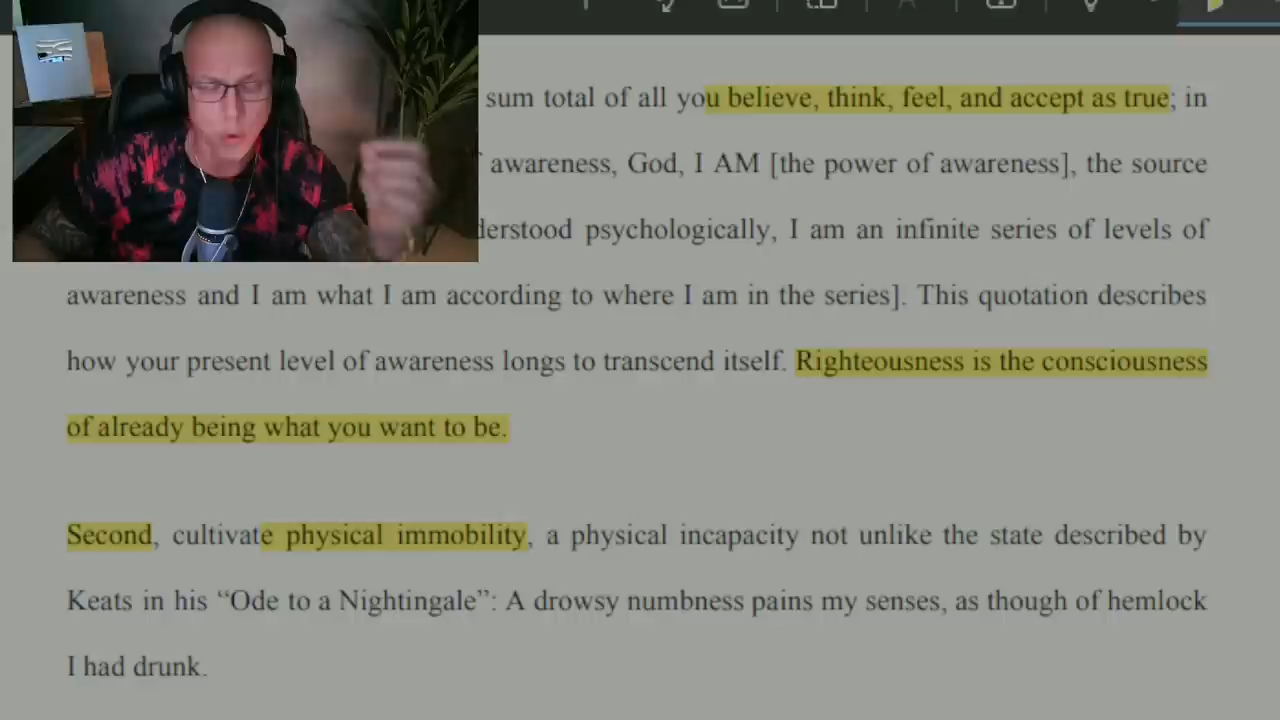 sum total of all you believe, think, feel, and accept as true; in
awareness, God, I AM [the power of awareness], the source
derstood psychologically, I am an infinite series of levels of
awareness and I am what I am according to where I am in the series]. This quotation describes
how your present level of awareness longs to transcend itself. Righteousness is the consciousness
of already being what you want to be.
Second, cultivate physical immobility, a physical incapacity not unlike the state described by
Keats in his “Ode to a Nightingale”: A drowsy numbness pains my senses, as though of hemlock
I had drunk.